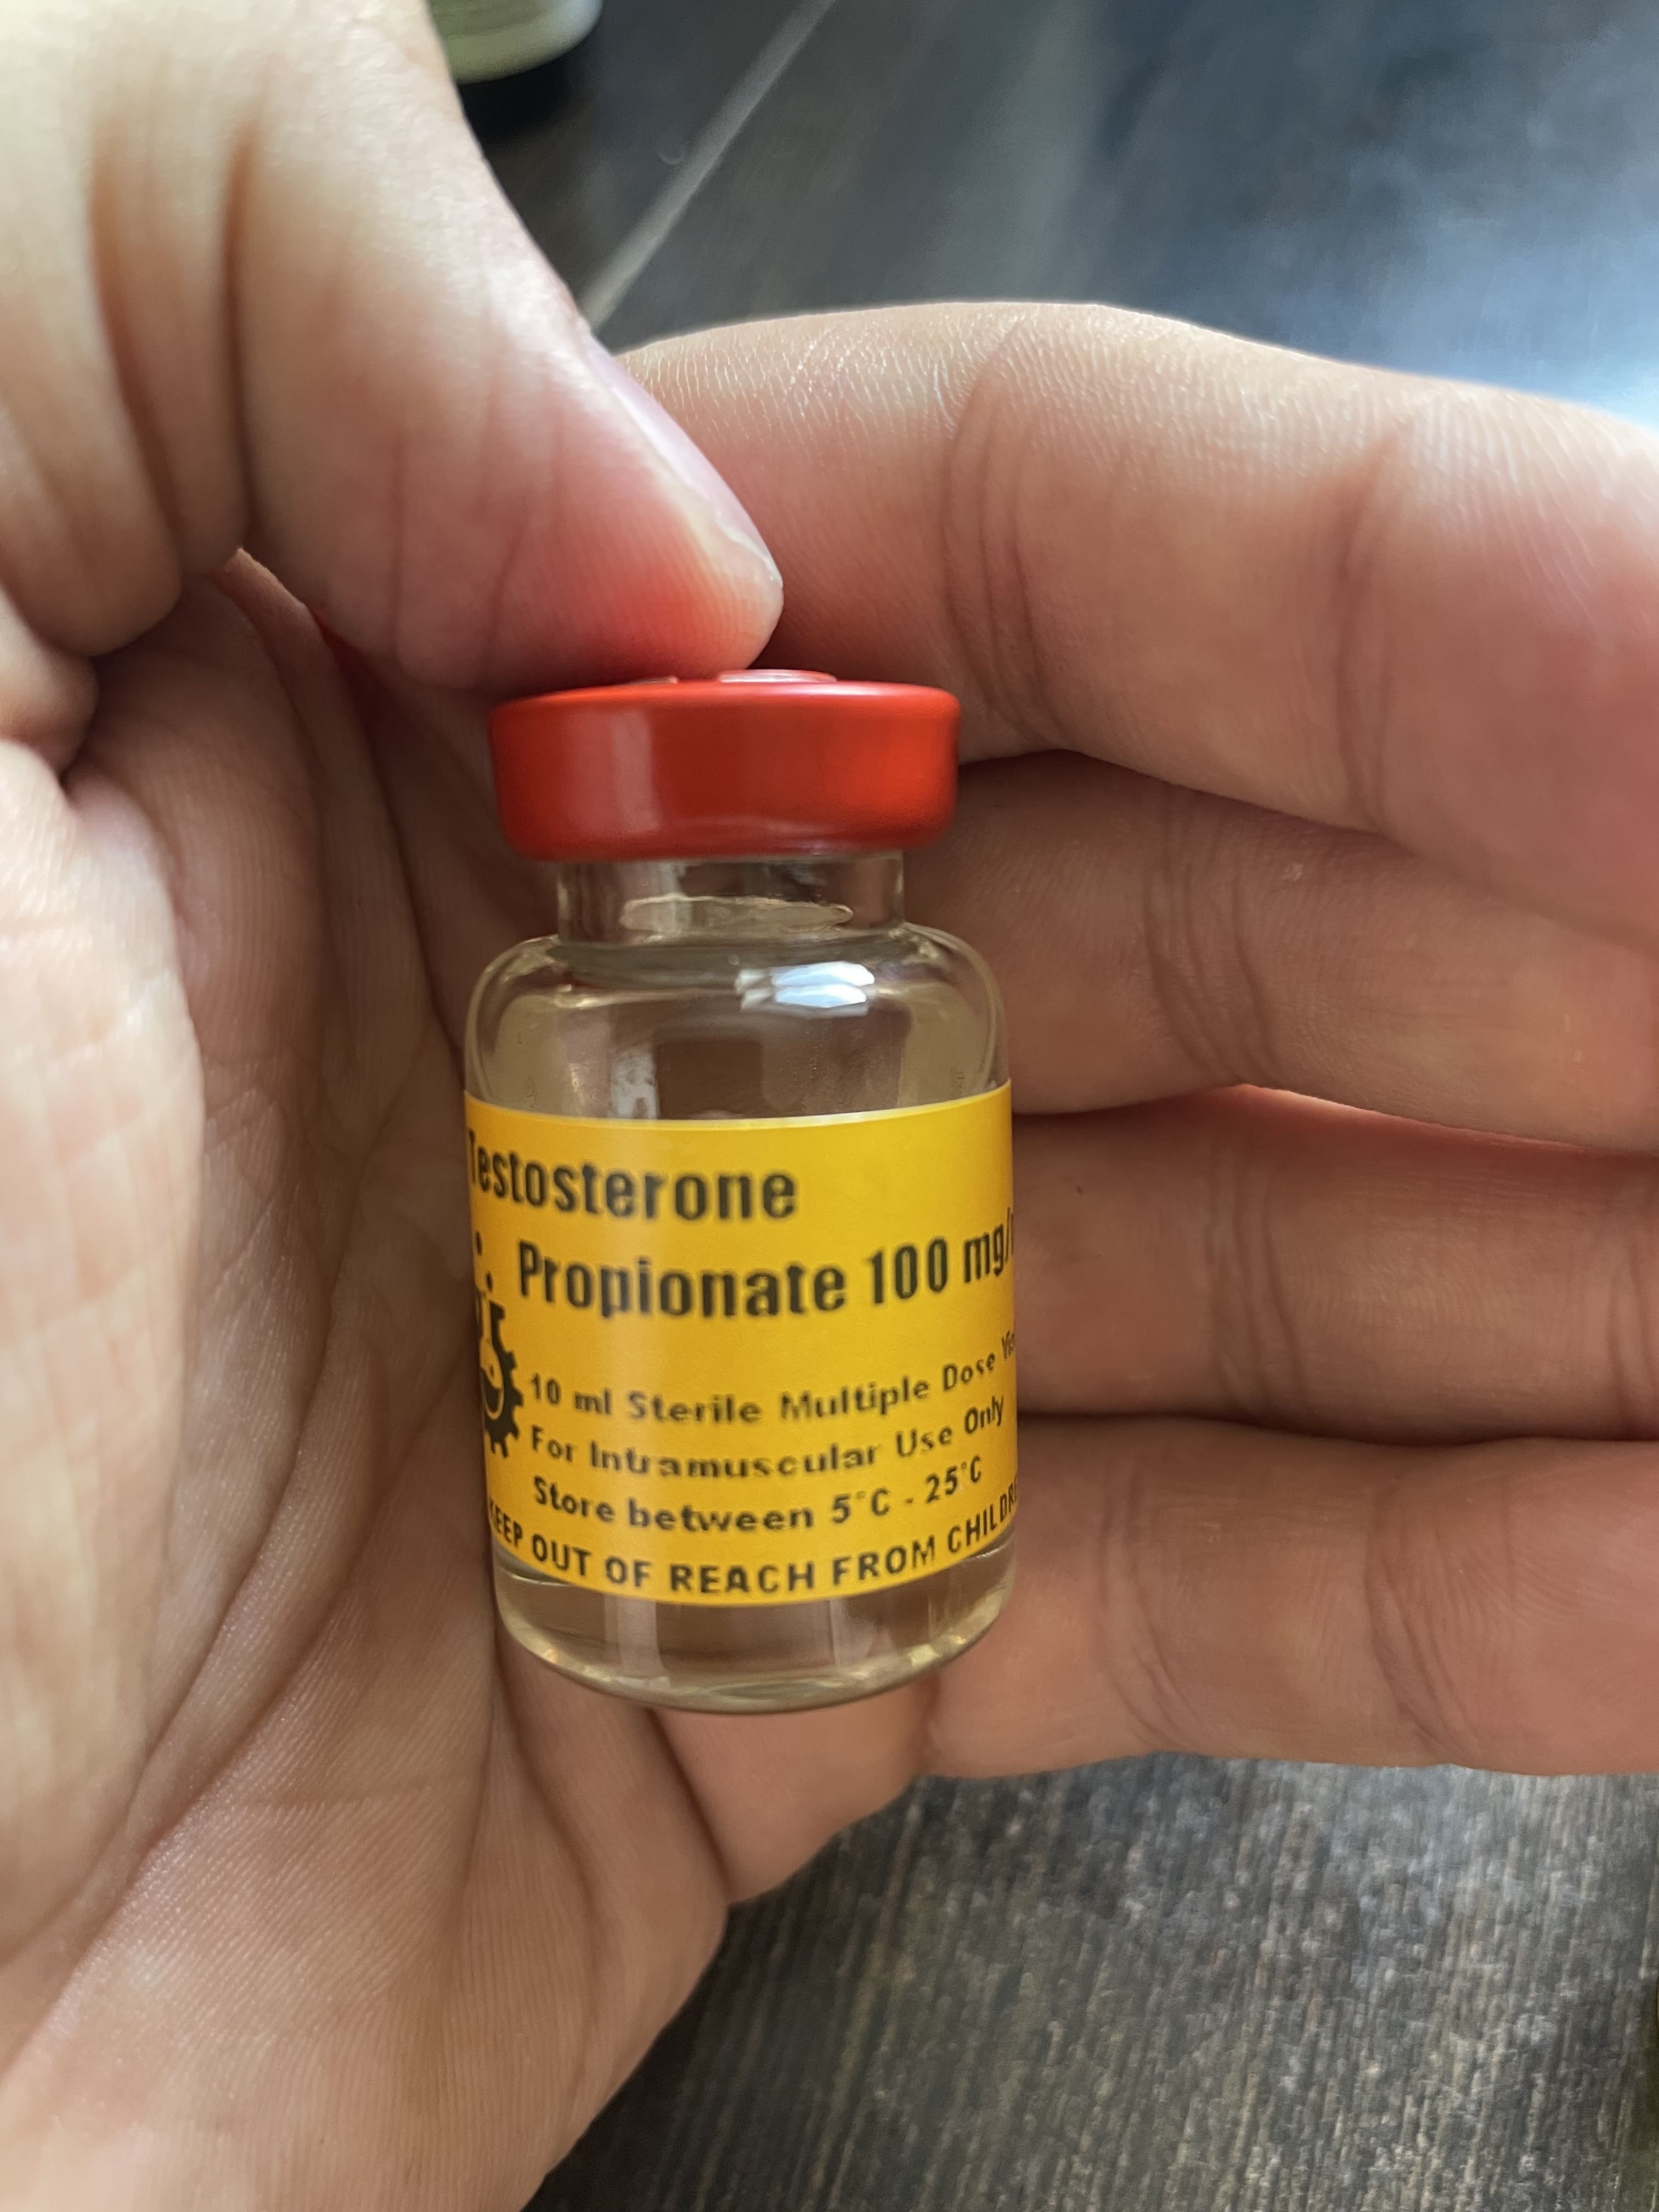 Testosterone
Propionate 100 mg/
10 ml Sterile Multiple Dose
For Intramuscular Use Only
Store between 5°C - 25°C
KEEP OUT OF REACH FROM